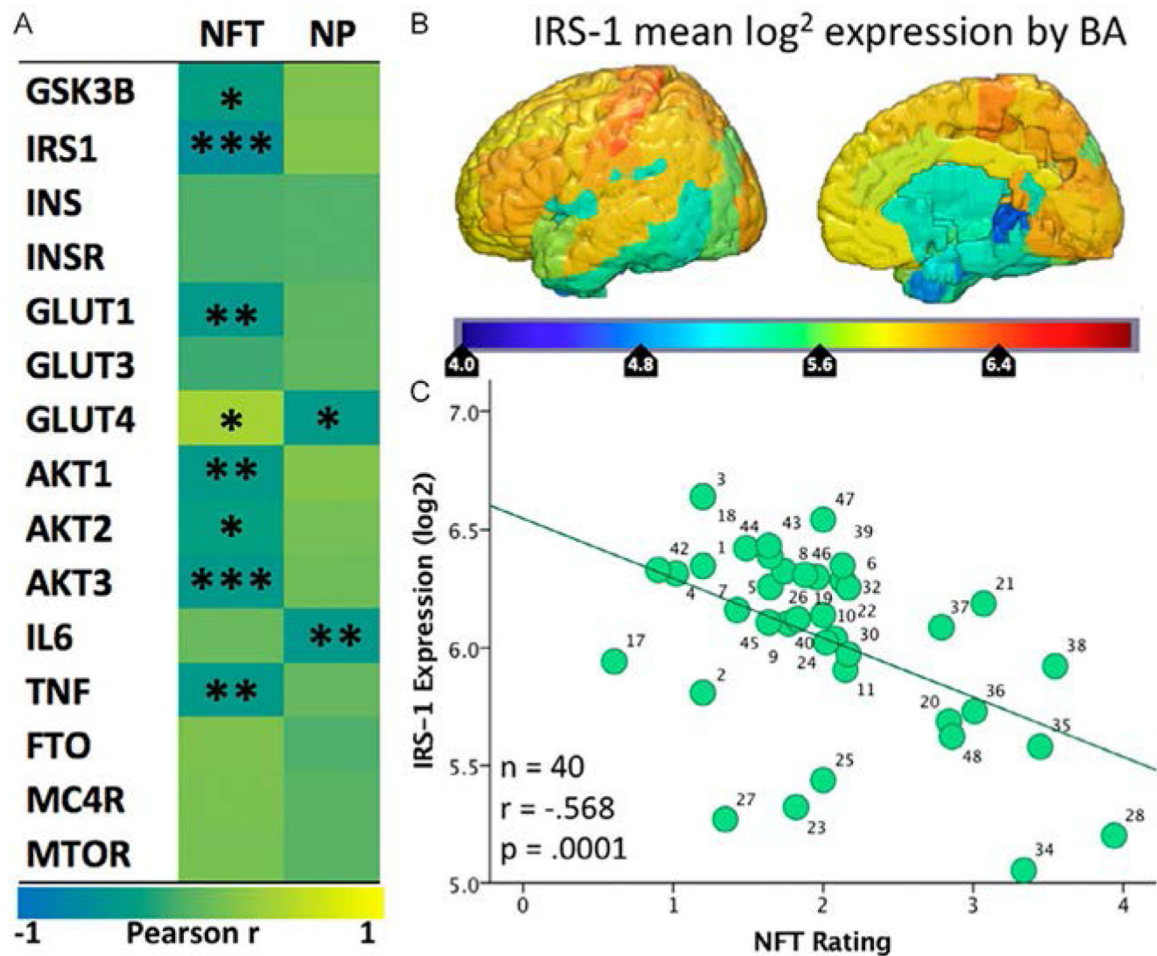 A
NFT NP
GSK3B *
IRS1 ***
INS
INSR
GLUT1 **
GLUT3
GLUT4 * *
AKT1 **
AKT2 *
AKT3 ***
IL6 **
TNF **
FTO
MC4R
MTOR
-1 Pearson r 1
B
IRS-1 mean log² expression by BA
4.0 4.8 5.6 6.4
C
IRS-1 Expression (log2)
7.0
6.5
6.0
5.5
5.0
3
47
18
44 43 39
42 1 8 46 6
4 7 5 32 21
26 19 10 22 37
17 45 9 40 24 30 38
2 11
20 36 35
48
25
27 23 28
34
n = 40
r = -.568
p = .0001
0 1 2 3 4
NFT Rating